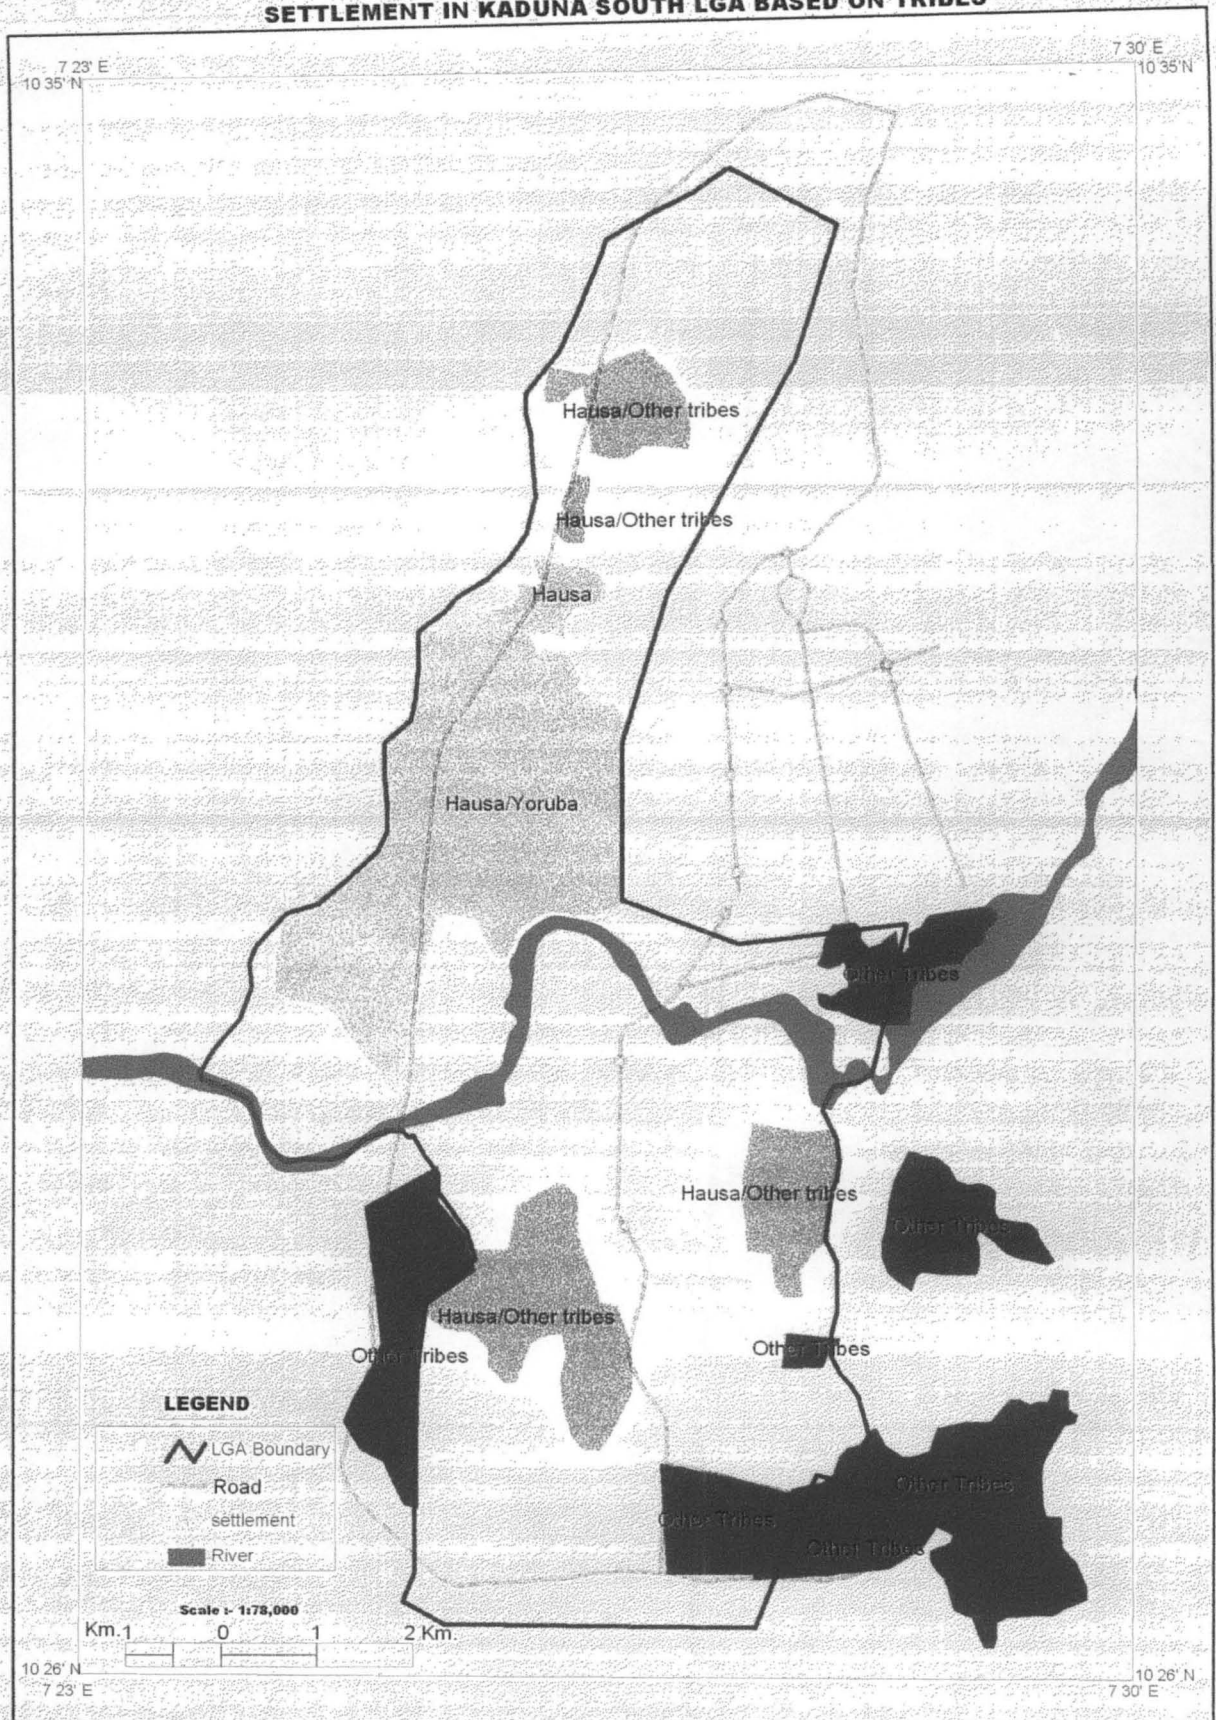 SETTLEMENT IN KADUNA SOUTH LGA BASED ON TRIBES
7 23' E
7 30' E
10 35' N
10 35'N
Hausa/Other tribes
Hausa/Other tribes
Hausa
Hausa/Yoruba
Other Tribes
Hausa/Other tribes
Other Tribes
Hausa/Other tribes
Other Tribes
Other Tribes
LEGEND
LGA Boundary
Road
settlement
River
Other Tribes
Other Tribes
Other Tribes
Scale :- 1:78,000
Km.1 0 1 2 Km.
10 26' N
10 26' N
7 23' E
7 30' E